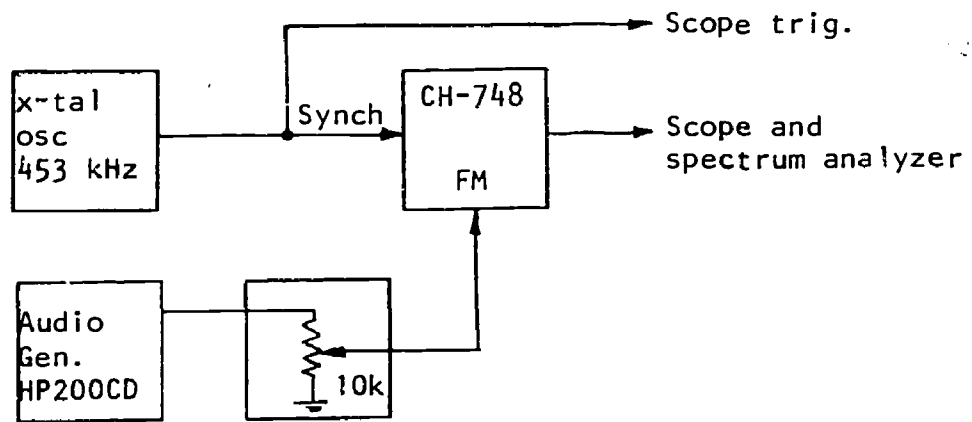 Scope trig.
x-tal
osc
453 kHz
Synch
CH-748
FM
Scope and
spectrum analyzer
Audio
Gen.
HP200CD
10k